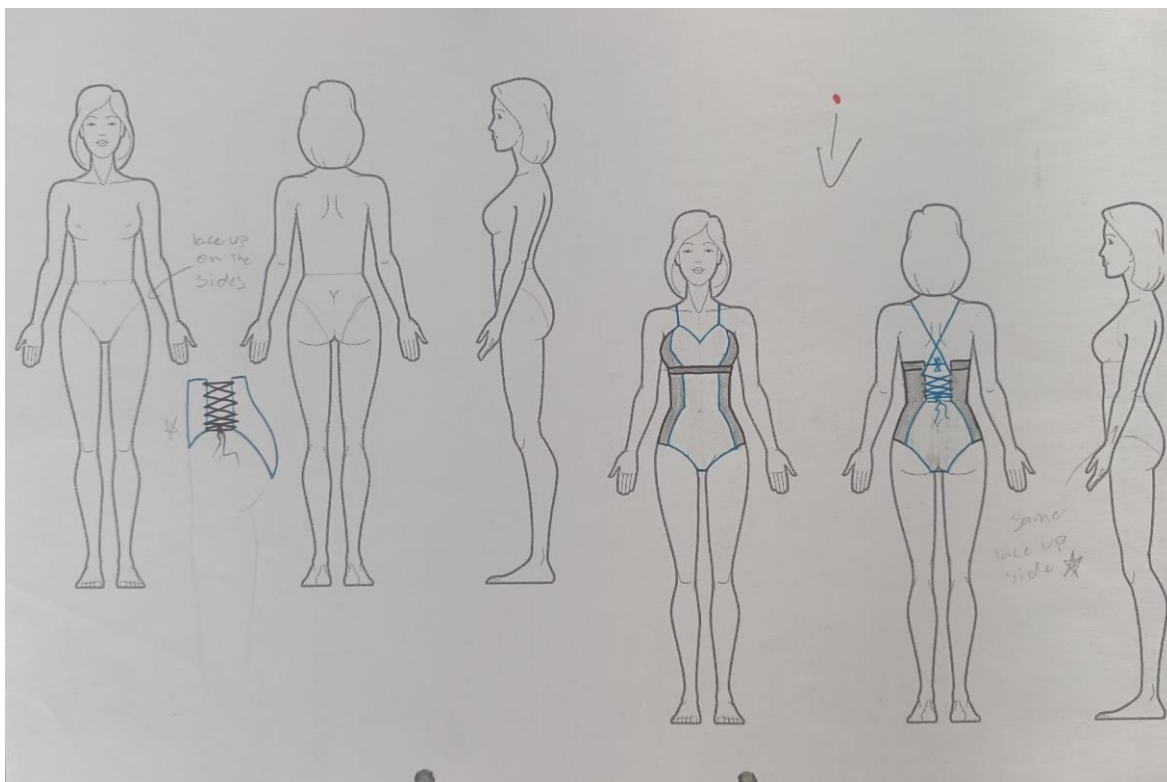 lace up
on the
sides
same
lace up
side